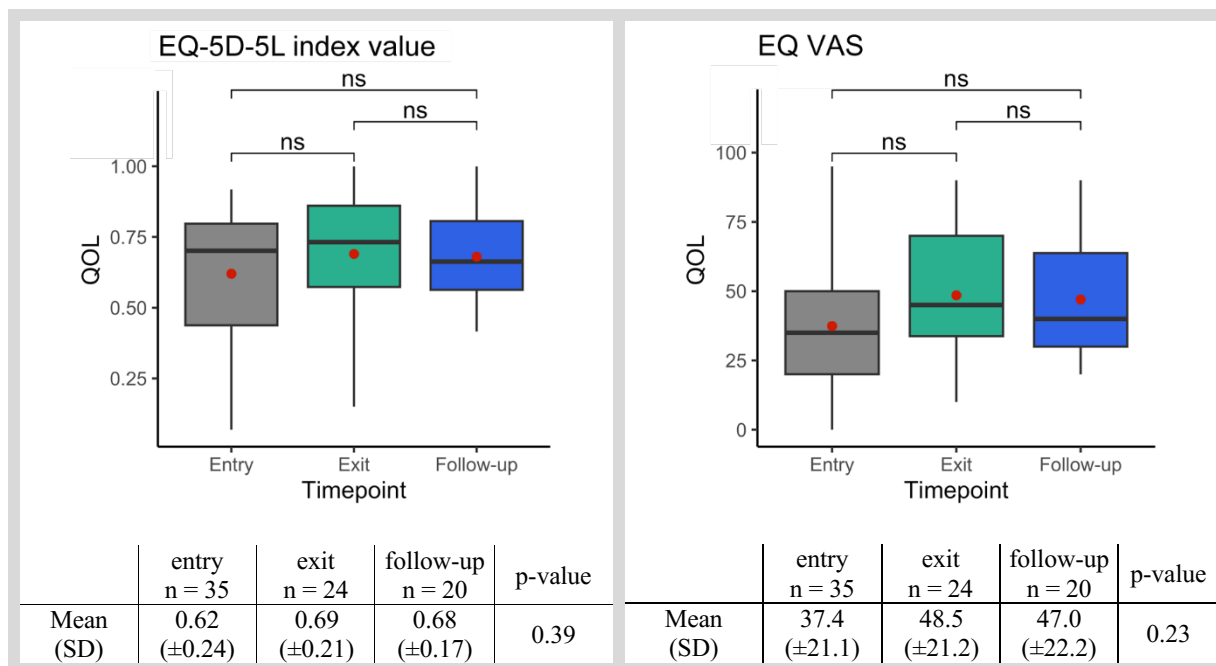 EQ-5D-5L index value
ns
ns
ns
1.00
0.75
0.50
0.25
QOL
Entry
Exit
Follow-up
Timepoint
entry
n = 35
exit
n = 24
follow-up
n = 20
p-value
Mean
(SD)
0.62
(±0.24)
0.69
(±0.21)
0.68
(±0.17)
0.39
EQ VAS
ns
ns
ns
100
75
50
25
0
QOL
Entry
Exit
Follow-up
Timepoint
entry
n = 35
exit
n = 24
follow-up
n = 20
p-value
Mean
(SD)
37.4
(±21.1)
48.5
(±21.2)
47.0
(±22.2)
0.23